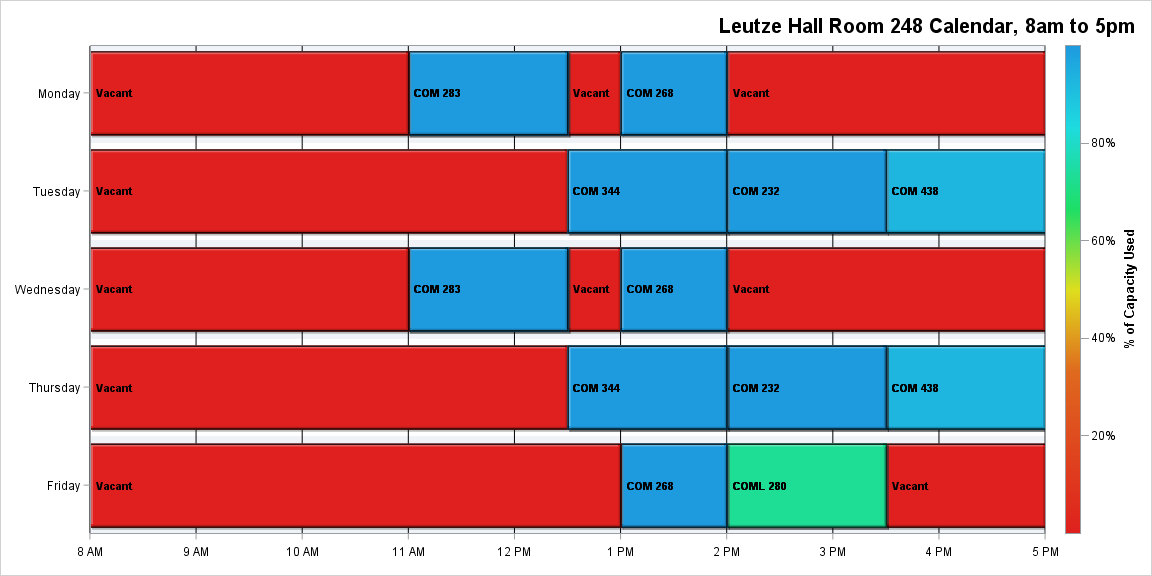 Leutze Hall Room 248 Calendar, 8am to 5pm
Monday
Vacant
COM 283
Vacant
COM 268
Vacant
Tuesday
Vacant
COM 344
COM 232
COM 438
Wednesday
Vacant
COM 283
Vacant
COM 268
Vacant
Thursday
Vacant
COM 344
COM 232
COM 438
Friday
Vacant
COM 268
COML 280
Vacant
8 AM
9 AM
10 AM
11 AM
12 PM
1 PM
2 PM
3 PM
4 PM
5 PM
80%
60%
40%
20%
% of Capacity Used